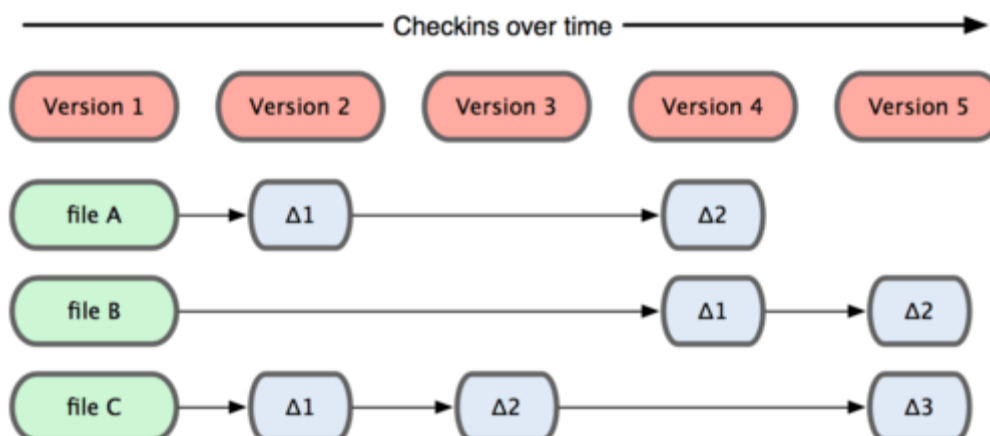 Checkins over time
Version 1 Version 2 Version 3 Version 4 Version 5
file A Δ1 Δ2
file B Δ1 Δ2
file C Δ1 Δ2 Δ3